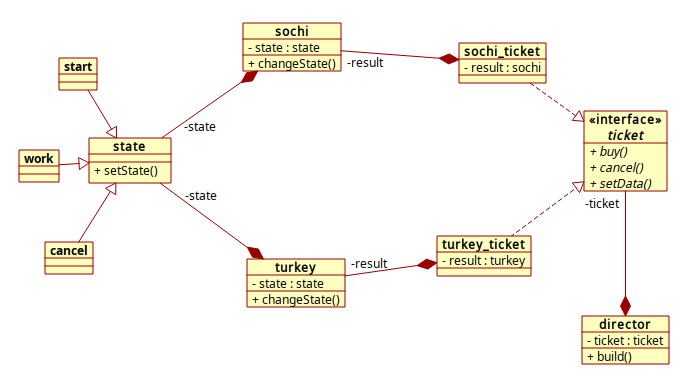 sochi
- state : state
+ changeState()
-result
sochi_ticket
- result : sochi
start
«interface»
ticket
+ buy()
+ cancel()
+ setData()
-state
state
+ setState()
work
-state
-ticket
cancel
turkey
- state : state
+ changeState()
-result
turkey_ticket
- result : turkey
director
- ticket : ticket
+ build()